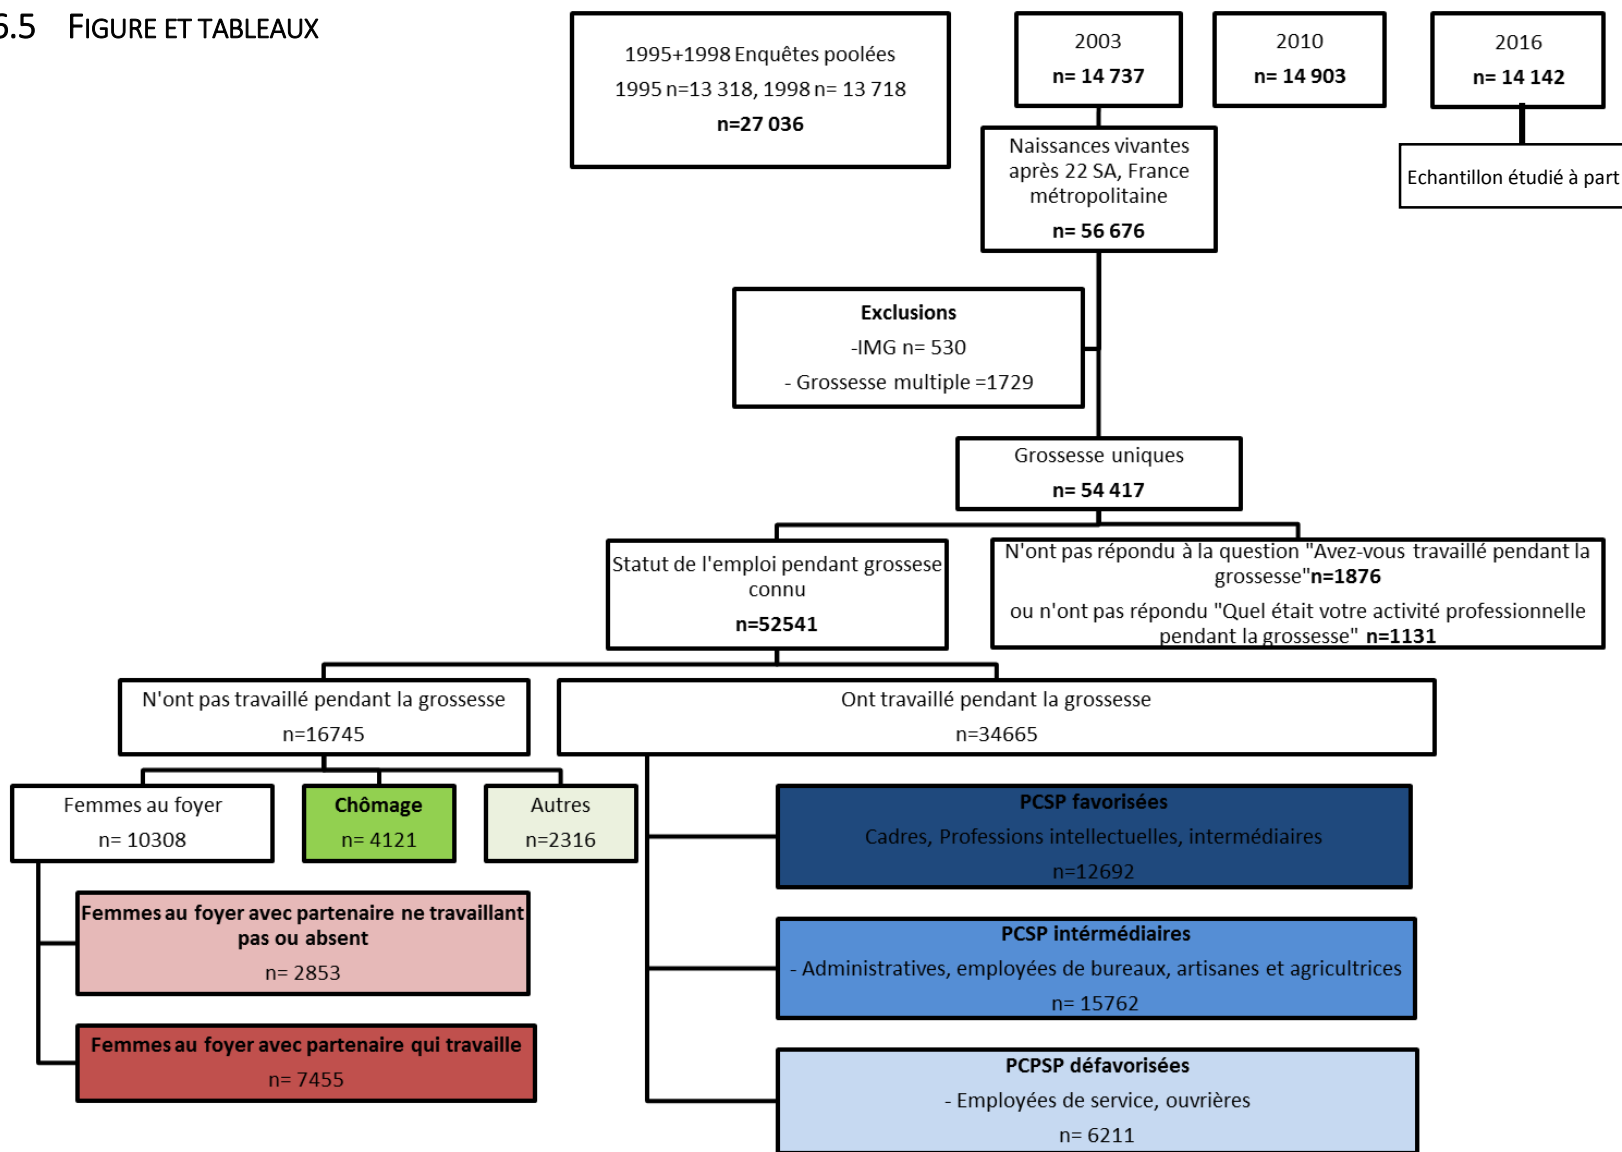 6.5 FIGURE ET TABLEAUX
1995+1998 Enquêtes poolées
1995 n=13 318, 1998 n= 13 718
n=27 036
2003
n= 14 737
2010
n= 14 903
2016
n= 14 142
Naissances vivantes
après 22 SA, France
métropolitaine
n= 56 676
Echantillon étudié à part
Exclusions
-IMG n= 530
- Grossesse multiple =1729
Grossesse uniques
n= 54 417
Statut de l'emploi pendant grossese
connu
n=52541
N'ont pas répondu à la question "Avez-vous travaillé pendant la
grossesse"n=1876
ou n'ont pas répondu "Quel était votre activité professionnelle
pendant la grossesse" n=1131
N'ont pas travaillé pendant la grossesse
n=16745
Ont travaillé pendant la grossesse
n=34665
Femmes au foyer
n= 10308
Chômage
n= 4121
Autres
n=2316
Femmes au foyer avec partenaire ne travaillant
pas ou absent
n= 2853
Femmes au foyer avec partenaire qui travaille
n= 7455
PCSP favorisées
Cadres, Professions intellectuelles, intermédiaires
n=12692
PCSP intérmédiaires
- Administratives, employées de bureaux, artisanes et agricultrices
n= 15762
PCPSP défavorisées
- Employées de service, ouvrières
n= 6211